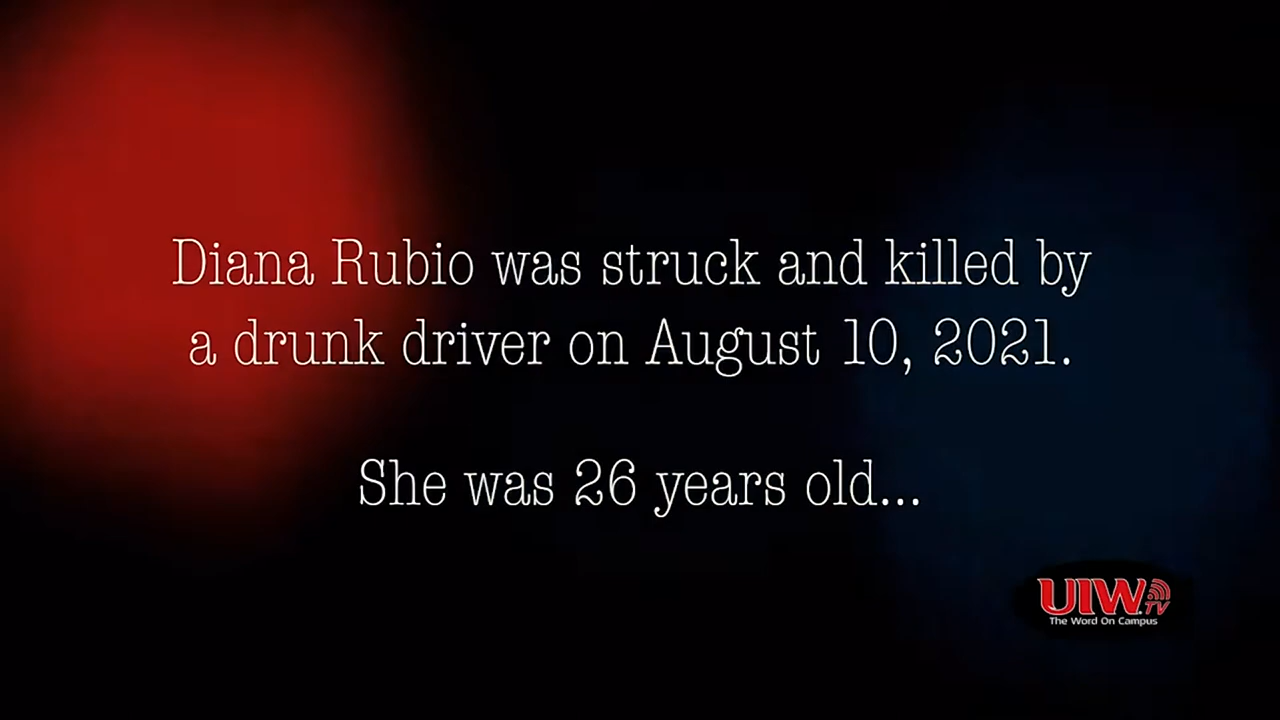 Diana Rubio was struck and killed by
a drunk driver on August 10, 2021.
She was 26 years old...
UIW.TV
The Word On Campus